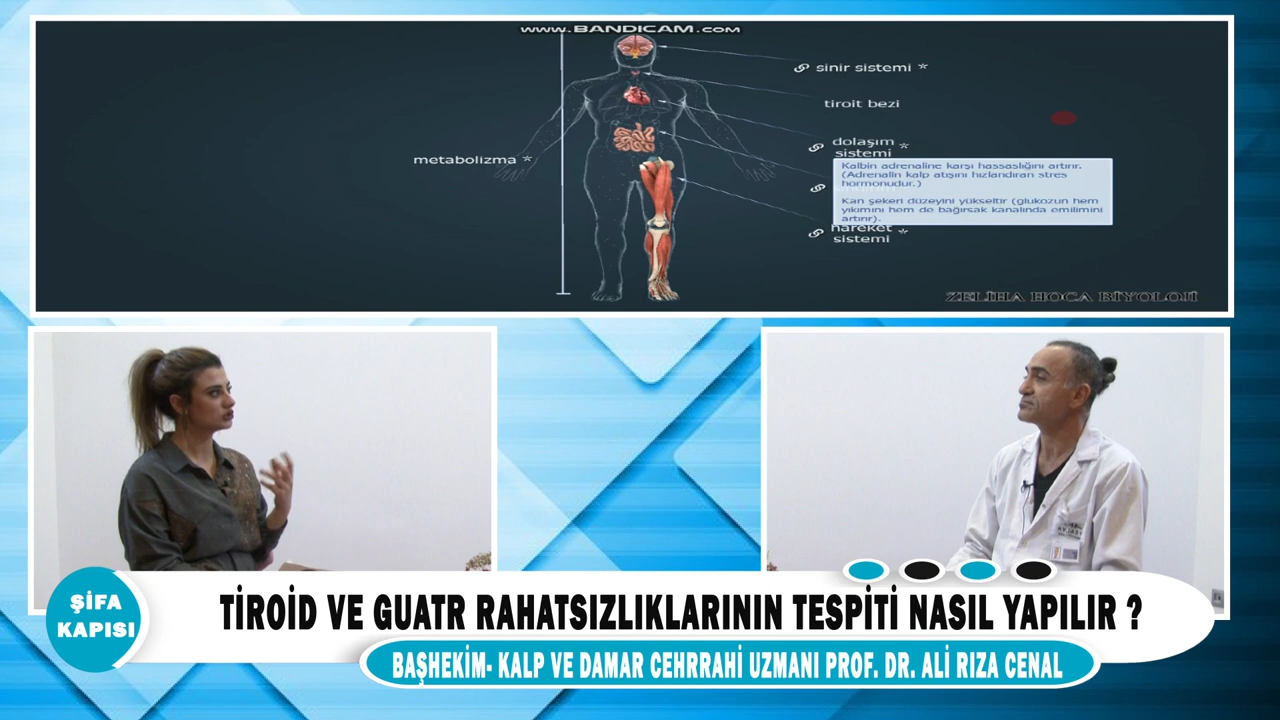 www.BANDICAM.com
sinir sistemi *
tiroit bezi
dolaşım
sistemi *
metabolizma *
Kalbin adrenaline karşı hassaslığını artırır.
(Adrenalin kalp atışını hızlandıran stres
hormonudur.)
Kan şekeri düzeyini yükseltir (glukozun hem
yıkımını hem de bağırsak kanalında emilimini
artırır).
hareket
sistemi *
ZELİHA HOCA BİYOLOJİ
ŞİFA
KAPISI
TİROİD VE GUATR RAHATSIZLIKLARININ TESPİTİ NASIL YAPILIR ?
BAŞHEKİM- KALP VE DAMAR CEHRRAHİ UZMANI PROF. DR. ALİ RIZA CENAL